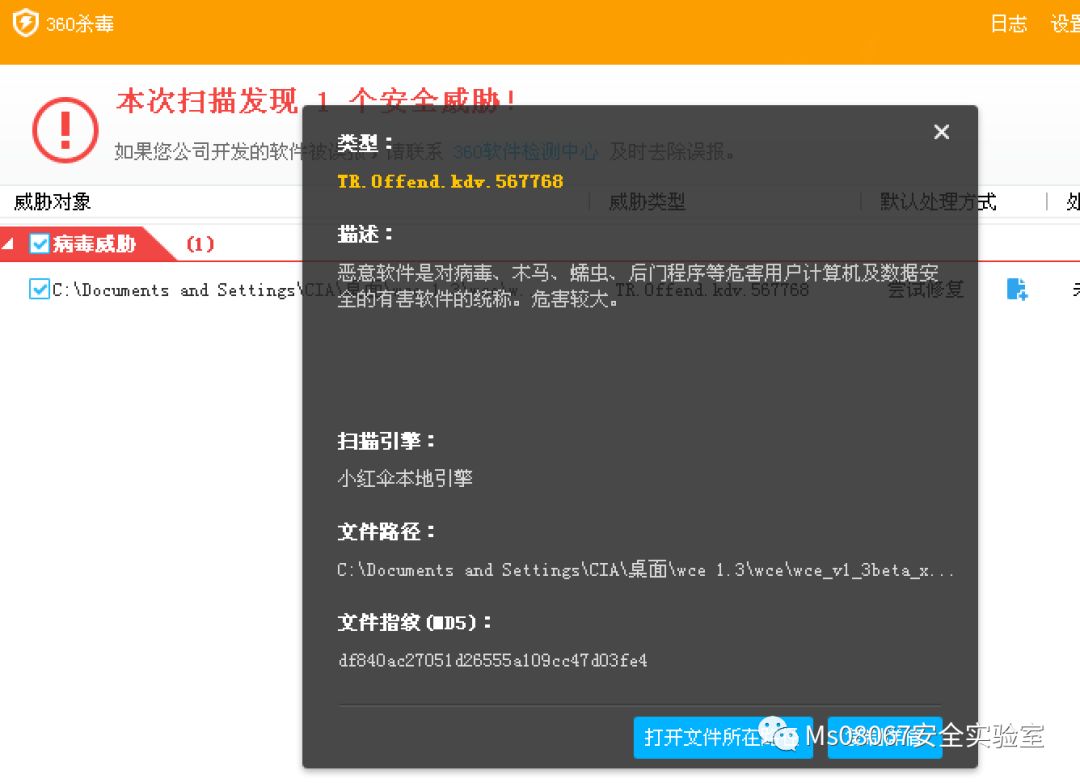 360杀毒
日志 设置
本次扫描发现 1 个安全威胁！
如果您公司开发的软件被误报，请联系 360软件检测中心 及时去除误报。
威胁对象 威胁类型 默认处理方式
病毒威胁 (1)
C:\Documents and Settings\CIA\桌面\wce 1.3\wce\w... TR.Offend.kdv.567768 尝试修复
类型：
TR.Offend.kdv.567768
描述：
恶意软件是对病毒、木马、蠕虫、后门程序等危害用户计算机及数据安
全的有害软件的统称。危害较大。
扫描引擎：
小红伞本地引擎
文件路径：
C:\Documents and Settings\CIA\桌面\wce 1.3\wce\wce_v1_3beta_x...
文件指纹(MD5)：
df840ac27051d26555a109cc47d03fe4
打开文件所在
Ms08067安全实验室